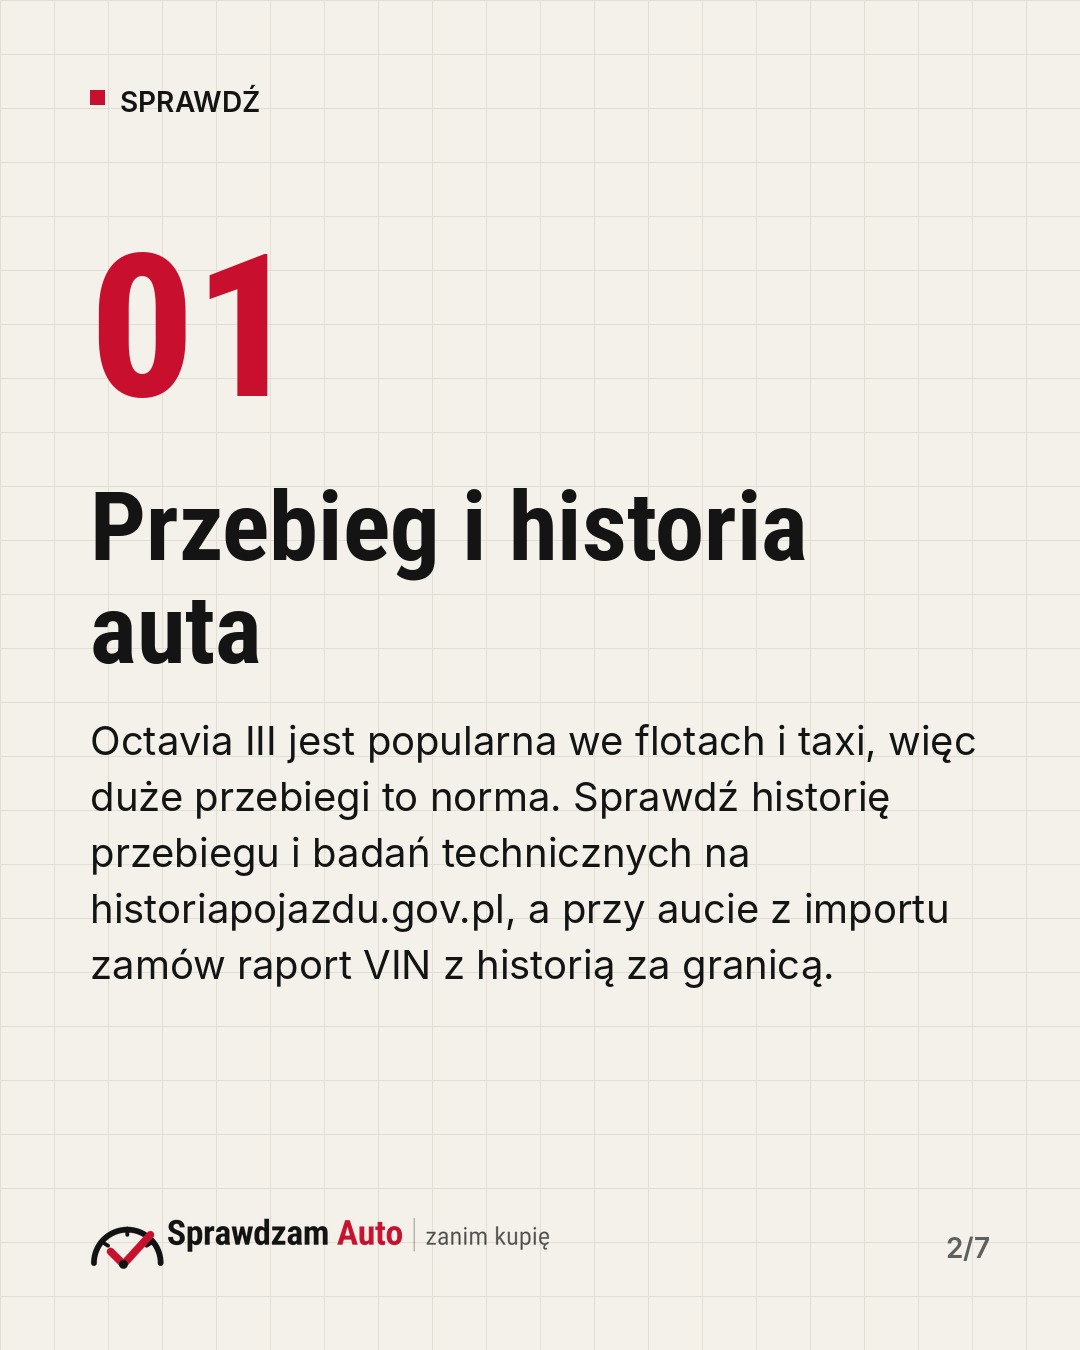 SPRAWDŹ
01
Przebieg i historia
auta
Octavia III jest popularna we flotach i taxi, więc
duże przebiegi to norma. Sprawdź historię
przebiegu i badań technicznych na
historiapojazdu.gov.pl, a przy aucie z importu
zamów raport VIN z historią za granicą.
Sprawdzam Auto zanim kupię
2/7